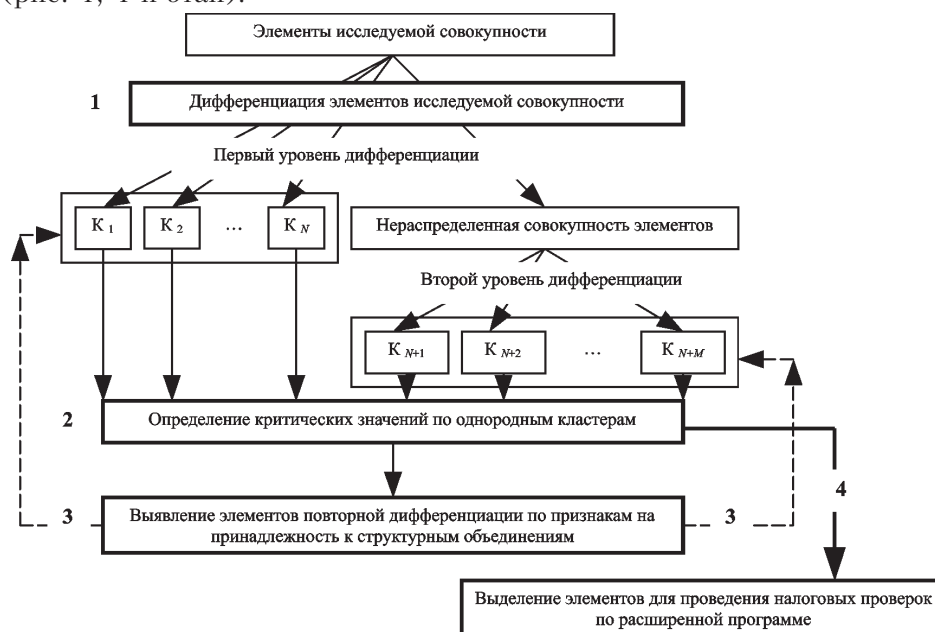 (рис. 1, 4-й этап).
Элементы исследуемой совокупности
1
Дифференциация элементов исследуемой совокупности
Первый уровень дифференциации
К 1 К 2 ... К N
Нераспределенная совокупность элементов
Второй уровень дифференциации
К N+1 К N+2 ... К N+M
2
Определение критических значений по однородным кластерам
4
3
Выявление элементов повторной дифференциации по признакам на
принадлежность к структурным объединениям
3
Выделение элементов для проведения налоговых проверок
по расширенной программе